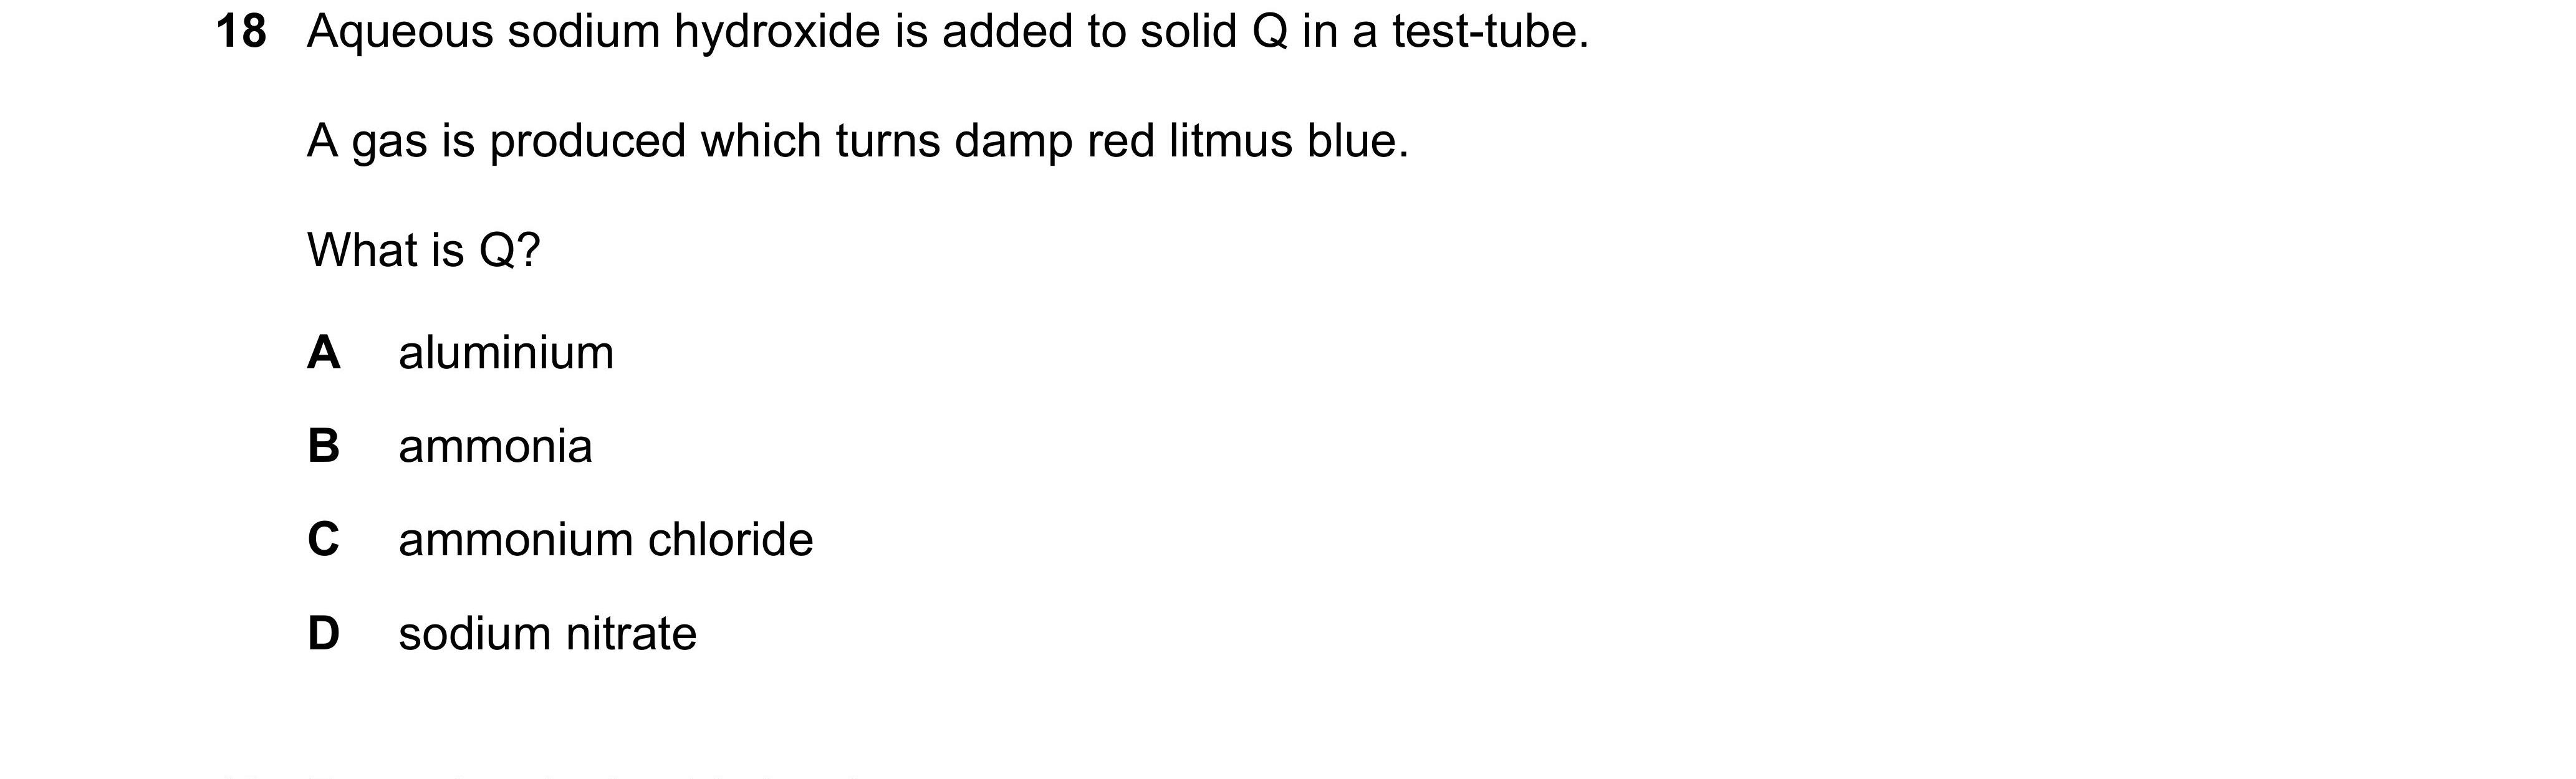 18 Aqueous sodium hydroxide is added to solid Q in a test-tube.
A gas is produced which turns damp red litmus blue.
What is Q?
A aluminium
B ammonia
C ammonium chloride
D sodium nitrate